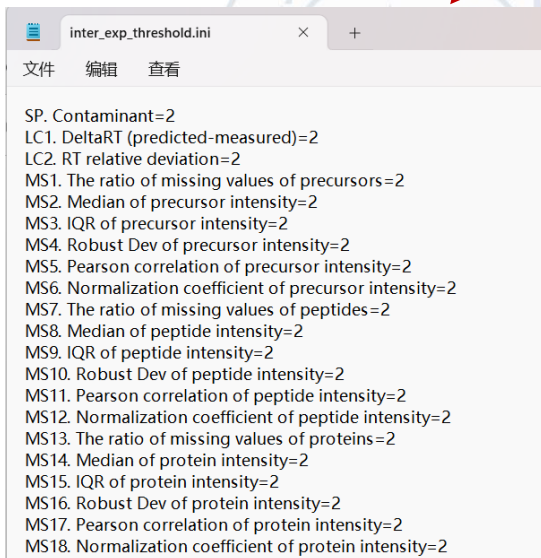 inter_exp_threshold.ini
文件 编辑 查看
SP. Contaminant=2
LC1. DeltaRT (predicted-measured)=2
LC2. RT relative deviation=2
MS1. The ratio of missing values of precursors=2
MS2. Median of precursor intensity=2
MS3. IQR of precursor intensity=2
MS4. Robust Dev of precursor intensity=2
MS5. Pearson correlation of precursor intensity=2
MS6. Normalization coefficient of precursor intensity=2
MS7. The ratio of missing values of peptides=2
MS8. Median of peptide intensity=2
MS9. IQR of peptide intensity=2
MS10. Robust Dev of peptide intensity=2
MS11. Pearson correlation of peptide intensity=2
MS12. Normalization coefficient of peptide intensity=2
MS13. The ratio of missing values of proteins=2
MS14. Median of protein intensity=2
MS15. IQR of protein intensity=2
MS16. Robust Dev of protein intensity=2
MS17. Pearson correlation of protein intensity=2
MS18. Normalization coefficient of protein intensity=2